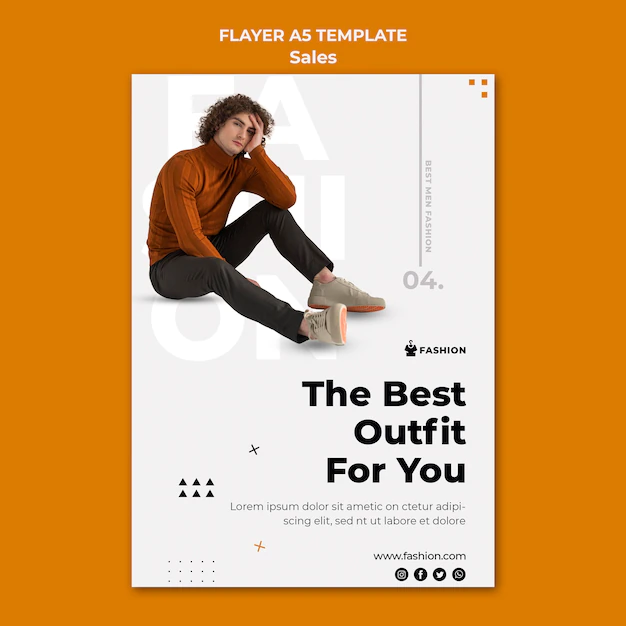 FLAYER A5 TEMPLATE
Sales
FA
SHI
ON
BEST MEN FASHION
04.
FASHION
The Best
Outfit
For You
Lorem ipsum dolor sit ametic on ctetur adipi-
scing elit, sed nt ut labore et dolore
www.fashion.com